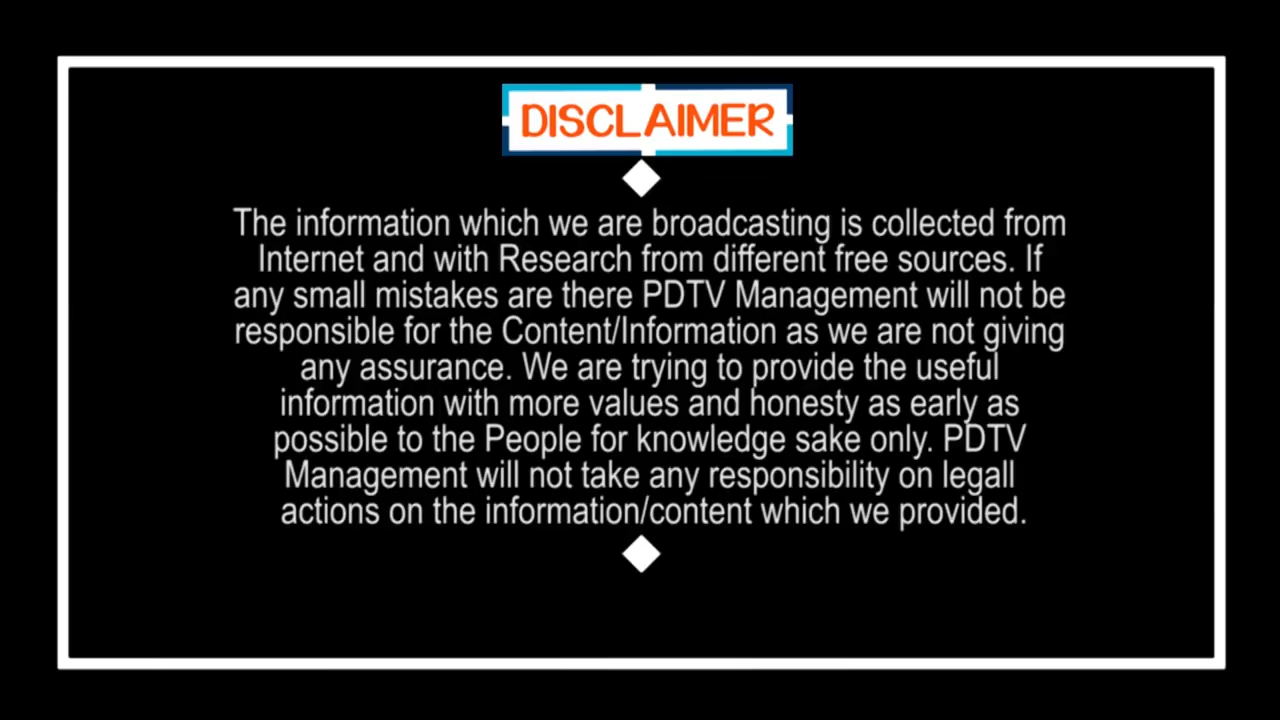 DISCLAIMER
The information which we are broadcasting is collected from
Internet and with Research from different free sources. If
any small mistakes are there PDTV Management will not be
responsible for the Content/Information as we are not giving
any assurance. We are trying to provide the useful
information with more values and honesty as early as
possible to the People for knowledge sake only. PDTV
Management will not take any responsibility on legall
actions on the information/content which we provided.